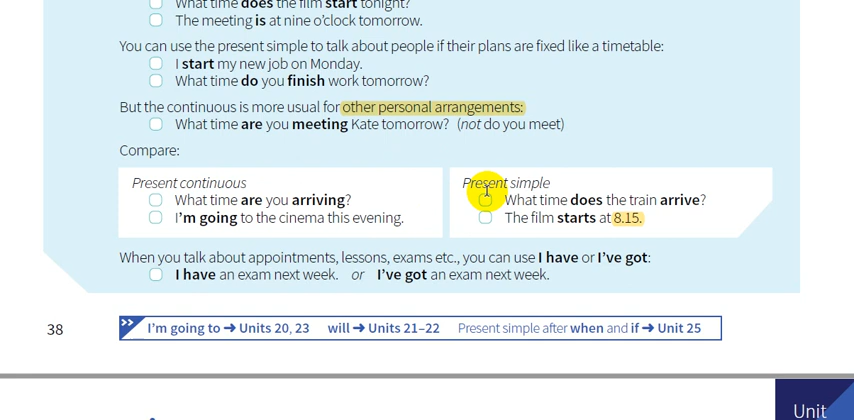 What time does the film start tonight?
The meeting is at nine o'clock tomorrow.
You can use the present simple to talk about people if their plans are fixed like a timetable:
I start my new job on Monday.
What time do you finish work tomorrow?
But the continuous is more usual for other personal arrangements:
What time are you meeting Kate tomorrow? (not do you meet)
Compare:
Present continuous
What time are you arriving?
I'm going to the cinema this evening.
Present simple
What time does the train arrive?
The film starts at 8.15.
When you talk about appointments, lessons, exams etc., you can use I have or I've got:
I have an exam next week. or I've got an exam next week.
38
>> I'm going to ➜ Units 20, 23 will ➜ Units 21–22 Present simple after when and if ➜ Unit 25
Unit